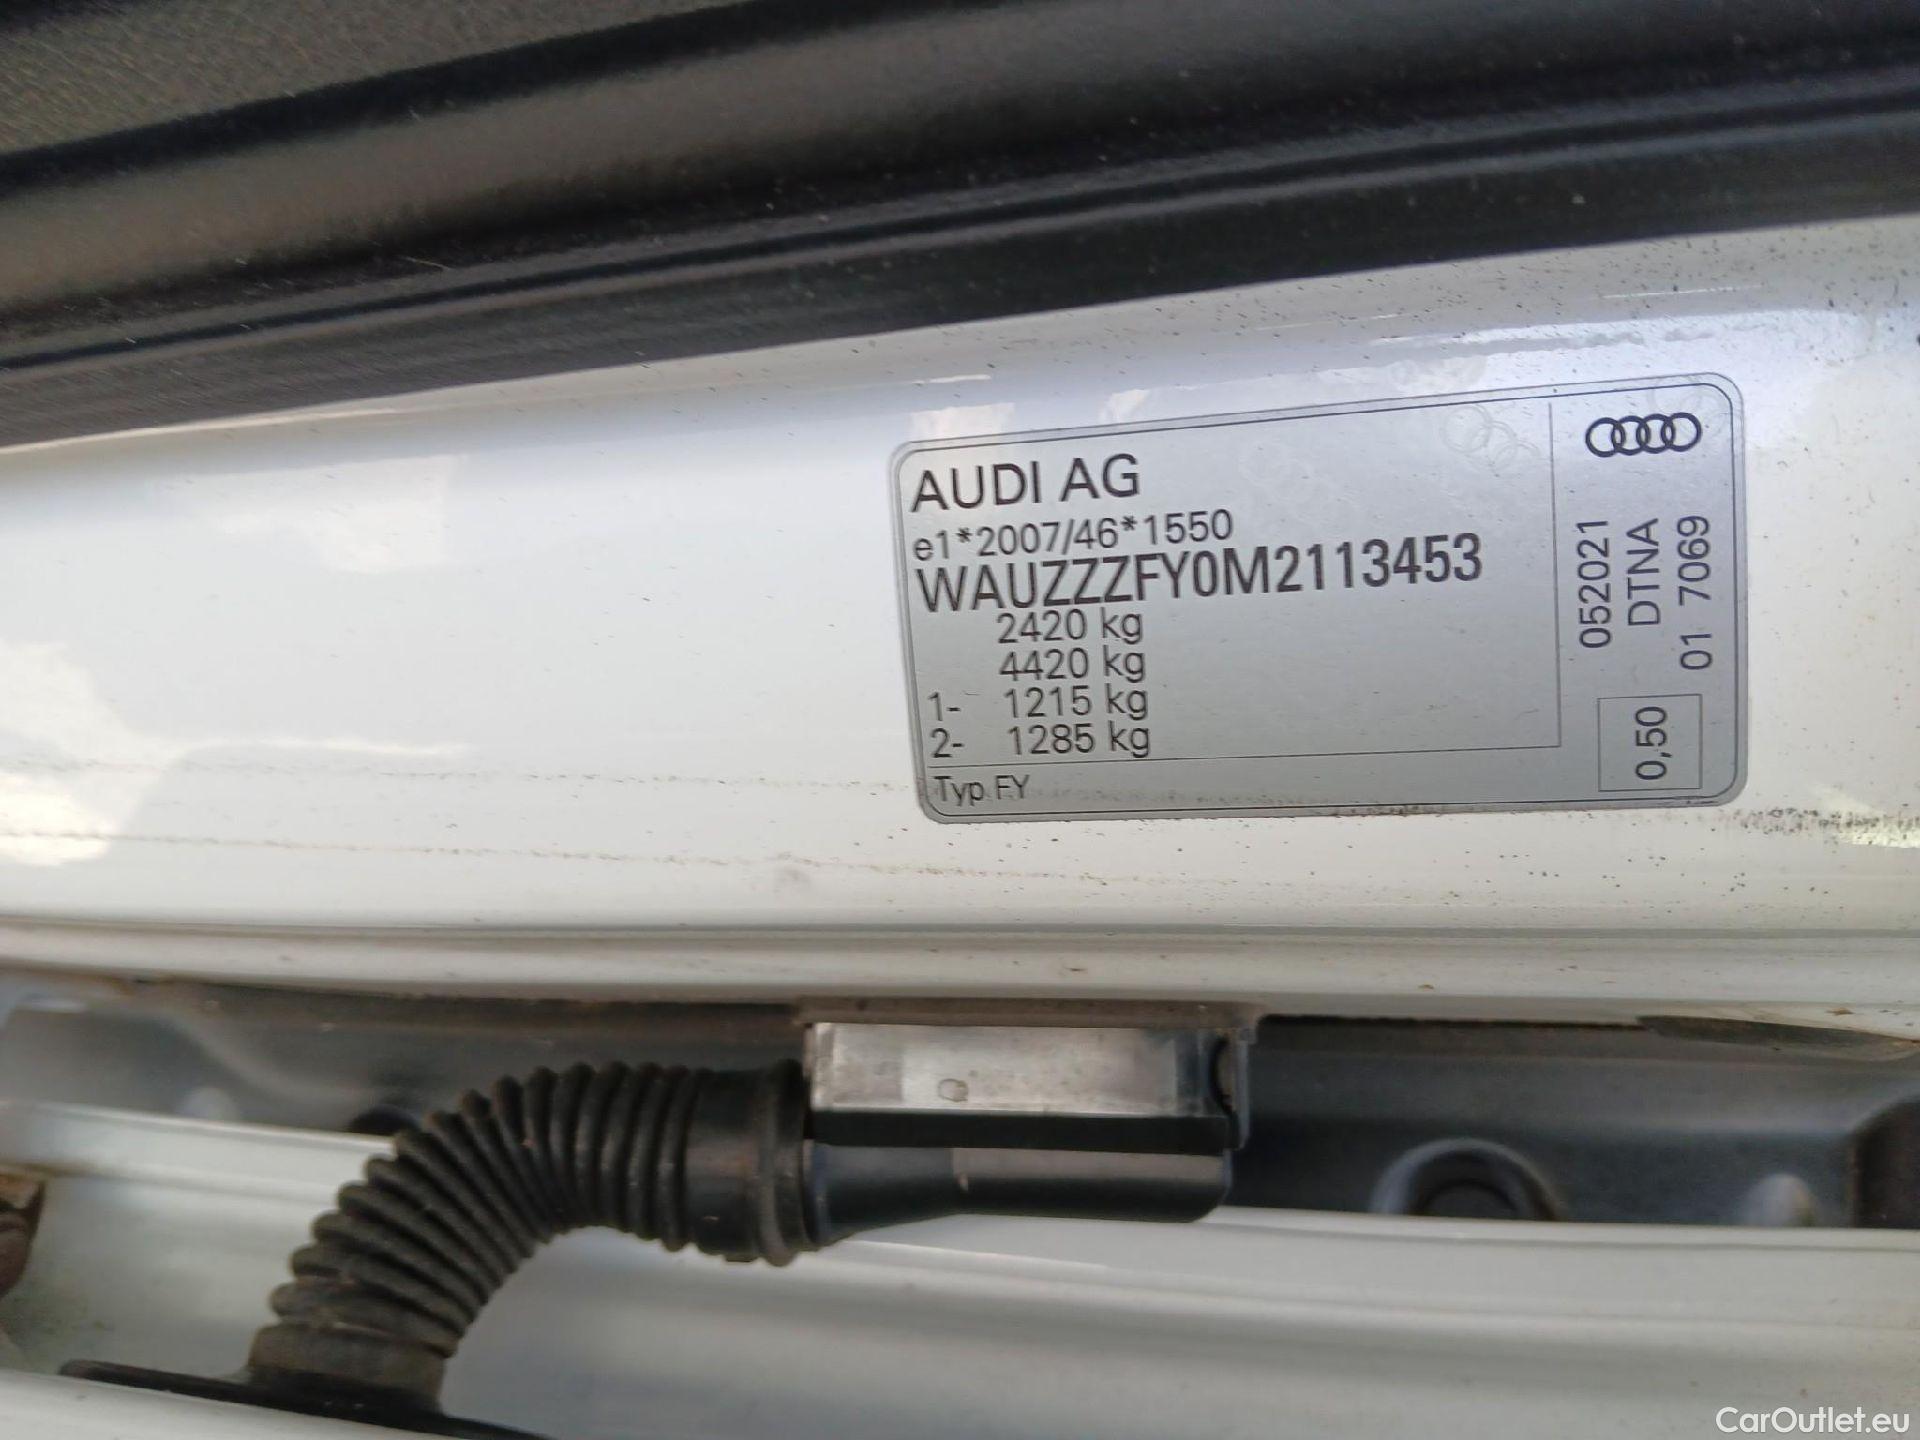 AUDI AG
e1*2007/46*1550
WAUZZZFY0M2113453
2420 kg
4420 kg
1- 1215 kg
2- 1285 kg
Typ FY
052021
DTNA
01 7069
0,50
CarOutlet.eu